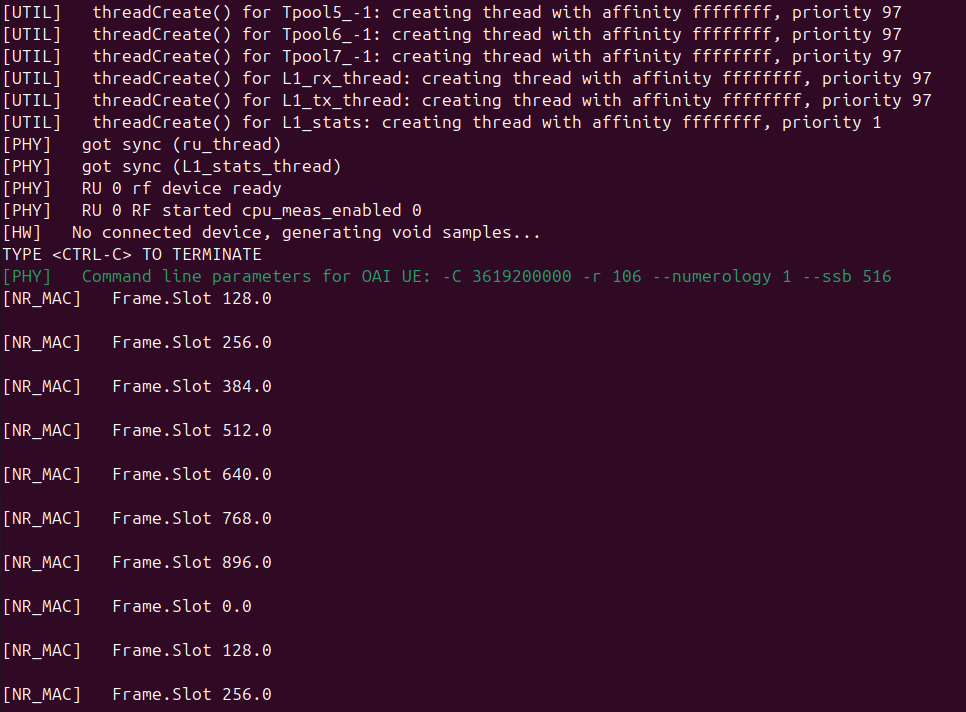 [UTIL]   threadCreate() for Tpool5_-1: creating thread with affinity ffffffff, priority 97
[UTIL]   threadCreate() for Tpool6_-1: creating thread with affinity ffffffff, priority 97
[UTIL]   threadCreate() for Tpool7_-1: creating thread with affinity ffffffff, priority 97
[UTIL]   threadCreate() for L1_rx_thread: creating thread with affinity ffffffff, priority 97
[UTIL]   threadCreate() for L1_tx_thread: creating thread with affinity ffffffff, priority 97
[UTIL]   threadCreate() for L1_stats: creating thread with affinity ffffffff, priority 1
[PHY]   got sync (ru_thread)
[PHY]   got sync (L1_stats_thread)
[PHY]   RU 0 rf device ready
[PHY]   RU 0 RF started cpu_meas_enabled 0
[HW]   No connected device, generating void samples...
TYPE <CTRL-C> TO TERMINATE
[PHY]   Command line parameters for OAI UE: -C 3619200000 -r 106 --numerology 1 --ssb 516
[NR_MAC]   Frame.Slot 128.0
[NR_MAC]   Frame.Slot 256.0
[NR_MAC]   Frame.Slot 384.0
[NR_MAC]   Frame.Slot 512.0
[NR_MAC]   Frame.Slot 640.0
[NR_MAC]   Frame.Slot 768.0
[NR_MAC]   Frame.Slot 896.0
[NR_MAC]   Frame.Slot 0.0
[NR_MAC]   Frame.Slot 128.0
[NR_MAC]   Frame.Slot 256.0